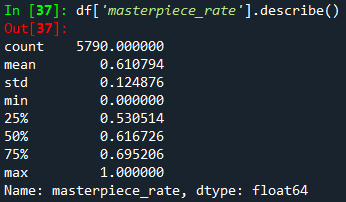 In [37]: df['masterpiece_rate'].describe()
Out[37]:
count    5790.000000
mean        0.610794
std         0.124876
min         0.000000
25%         0.530514
50%         0.616726
75%         0.695206
max         1.000000
Name: masterpiece_rate, dtype: float64